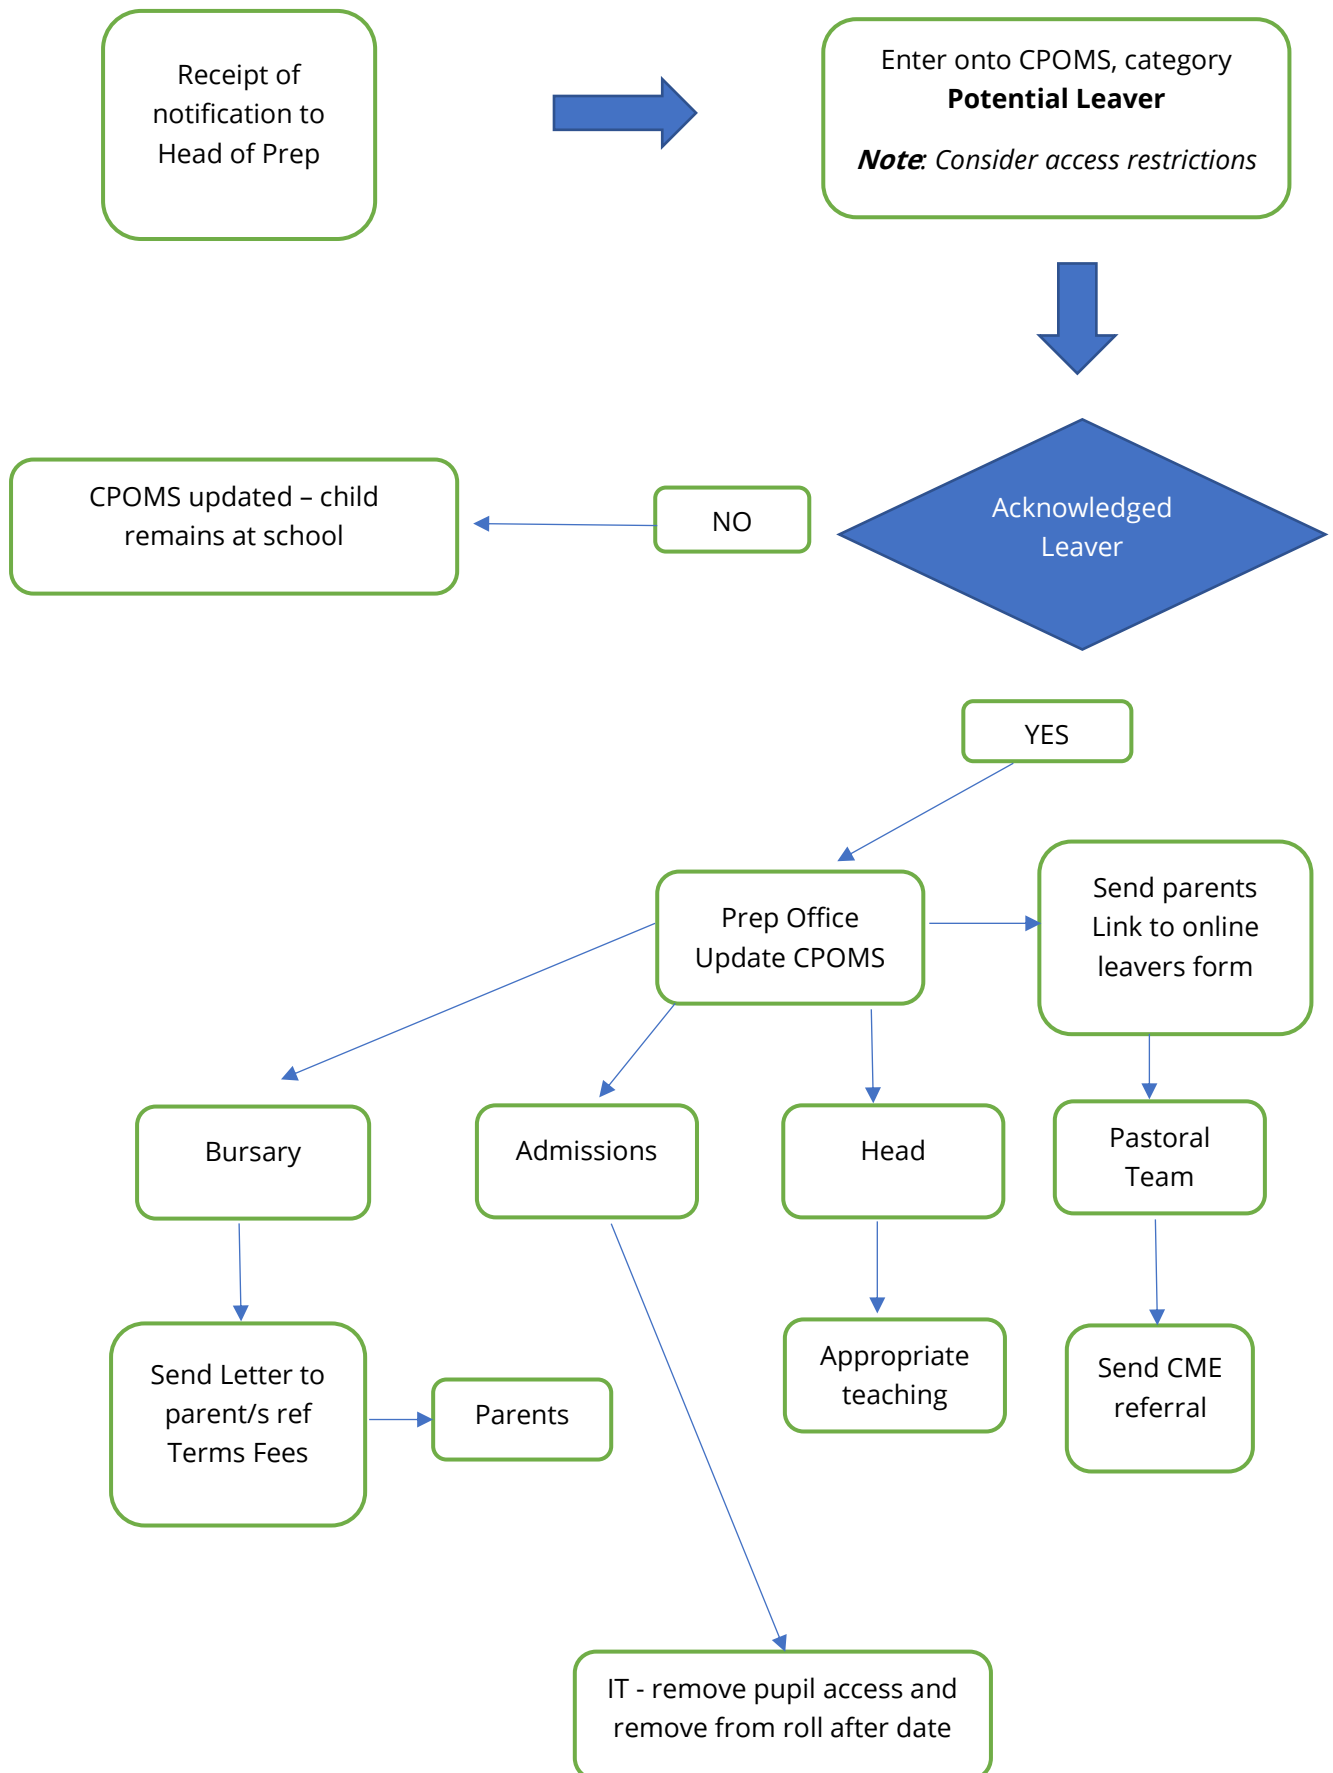 Receipt of
notification to
Head of Prep
Enter onto CPOMS, category
Potential Leaver
Note: Consider access restrictions
Acknowledged
Leaver
NO
CPOMS updated – child
remains at school
YES
Prep Office
Update CPOMS
Send parents
Link to online
leavers form
Bursary
Admissions
Head
Pastoral
Team
Send Letter to
parent/s ref
Terms Fees
Parents
Appropriate
teaching
Send CME
referral
IT - remove pupil access and
remove from roll after date